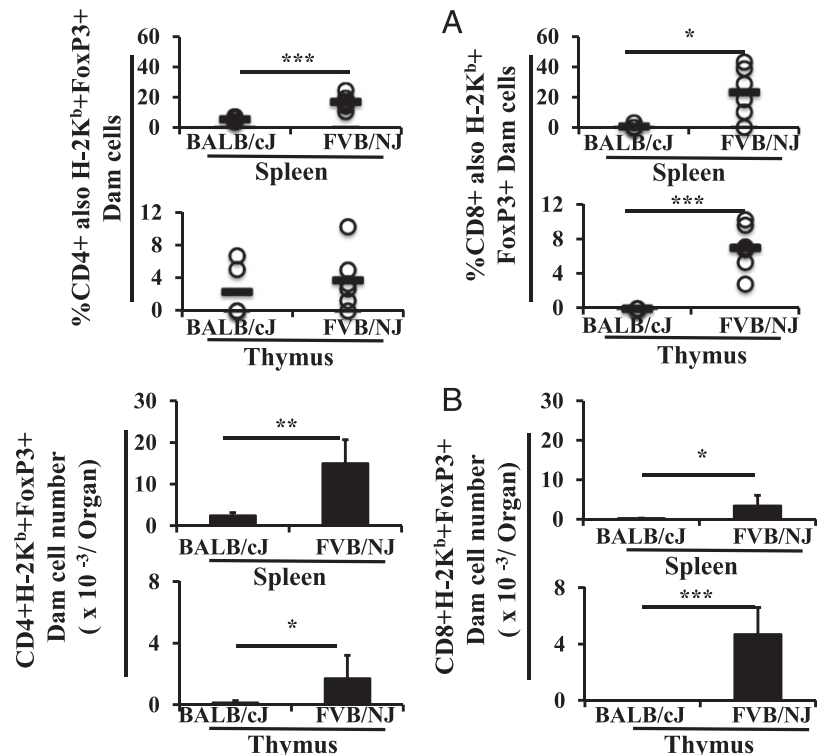 A
%CD4+ also H-2Kb+FoxP3+
Dam cells
60
40
20
0
***
BALB/cJ FVB/NJ
Spleen
12
8
4
0
BALB/cJ FVB/NJ
Thymus
%CD8+ also H-2Kb+
FoxP3+ Dam cells
60
40
20
0
*
BALB/cJ FVB/NJ
Spleen
12
8
4
0
***
BALB/cJ FVB/NJ
Thymus
B
CD4+H-2Kb+FoxP3+
Dam cell number
( x 10 -3/ Organ)
30
20
10
0
**
BALB/cJ FVB/NJ
Spleen
8
4
0
*
BALB/cJ FVB/NJ
Thymus
CD8+H-2Kb+FoxP3+
Dam cell number
( x 10 -3/ Organ)
30
20
10
0
*
BALB/cJ FVB/NJ
Spleen
8
4
0
***
BALB/cJ FVB/NJ
Thymus